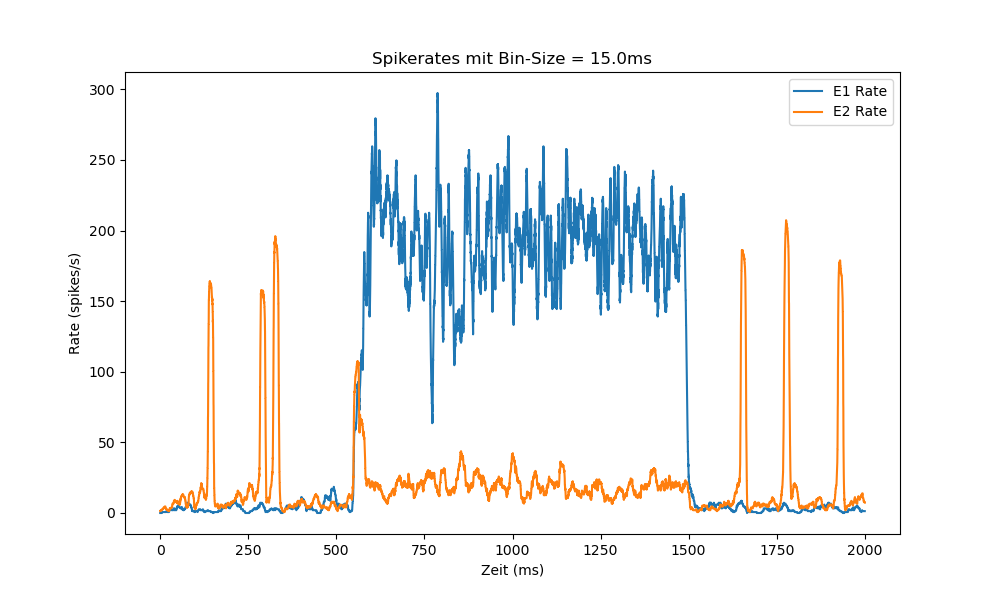 Spikerates mit Bin-Size = 15.0ms
E1 Rate
E2 Rate
Rate (spikes/s)
300
250
200
150
100
50
0
0 250 500 750 1000 1250 1500 1750 2000
Zeit (ms)